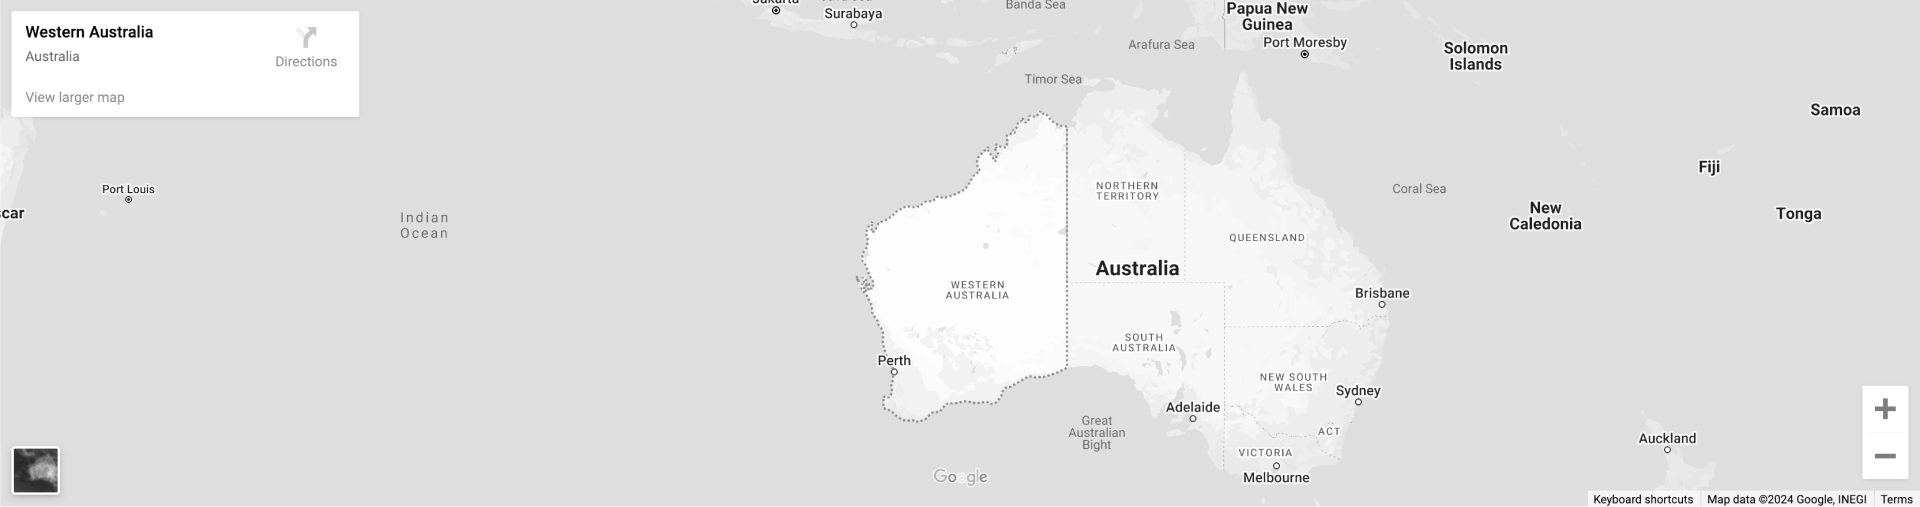 Western Australia
Australia
Directions
View larger map
Surabaya
Banda Sea
Papua New
Guinea
Arafura Sea
Port Moresby
Solomon
Islands
Timor Sea
Samoa
Fiji
Port Louis
NORTHERN
TERRITORY
Coral Sea
New
Caledonia
Tonga
Indian
Ocean
QUEENSLAND
Australia
WESTERN
AUSTRALIA
Brisbane
SOUTH
AUSTRALIA
Perth
NEW SOUTH
WALES
Sydney
Adelaide
Great
Australian
Bight
ACT
Auckland
VICTORIA
Melbourne
Google
Keyboard shortcuts
Map data ©2024 Google, INEGI
Terms